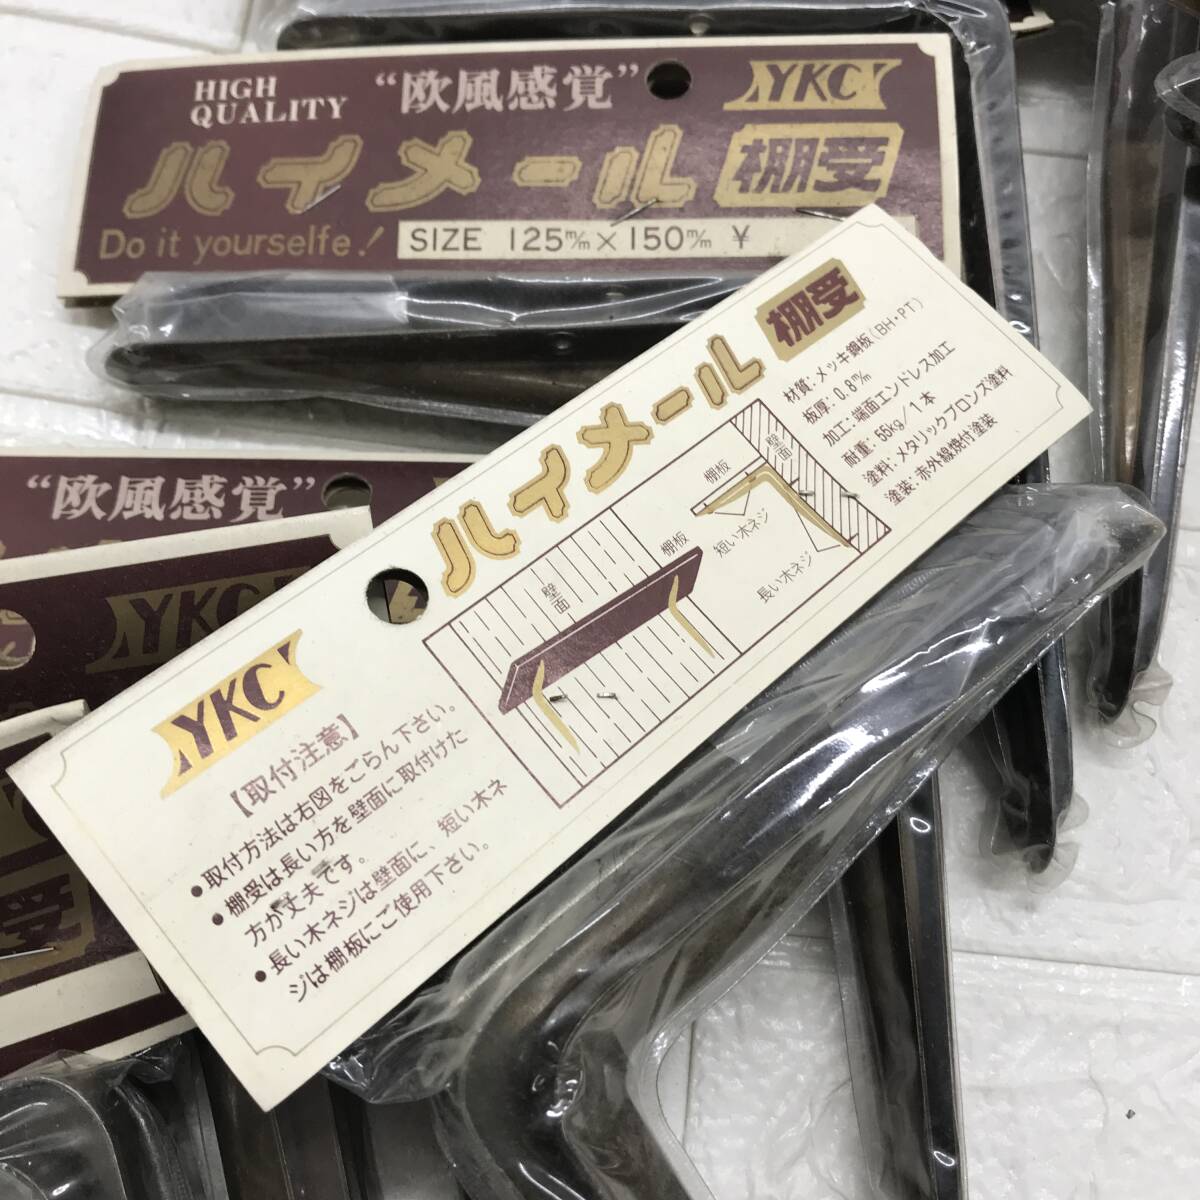 HIGH
QUALITY
“欧風感覚”
YKC
ハイメール 棚受
Do it yourselfe!
SIZE 125m/m×150m/m ¥
“欧風感覚”
YKC
受
ハイメール 棚受
材質:メッキ鋼板(BH・PT)
板厚:0.8m/m
加工:端面エンドレス加工
耐重:55kg/1本
塗料:メタリックブロンズ塗料
塗装:赤外線焼付塗装
壁面
棚板
短い木ネジ
長い木ネジ
棚板
壁面
YKC
【取付注意】
●取付方法は右図をごらん下さい。
●棚受は長い方を壁面に取付けた
方が丈夫です。
●長い木ネジは壁面に、短い木ネ
ジは棚板にご使用下さい。